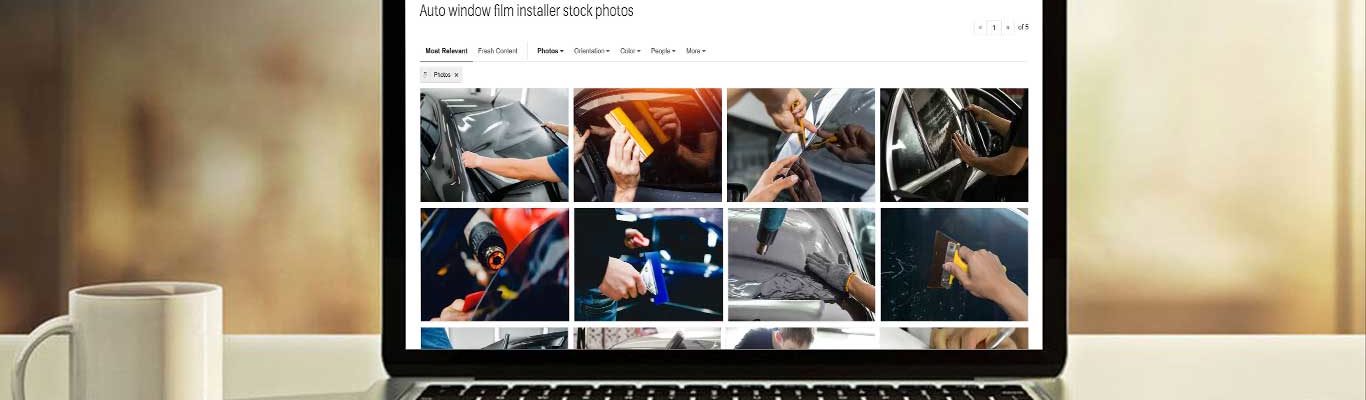 Auto window film installer stock photos
« 1 » of 5
Most Relevant Fresh Content Photos Orientation Color People More
Photos ×